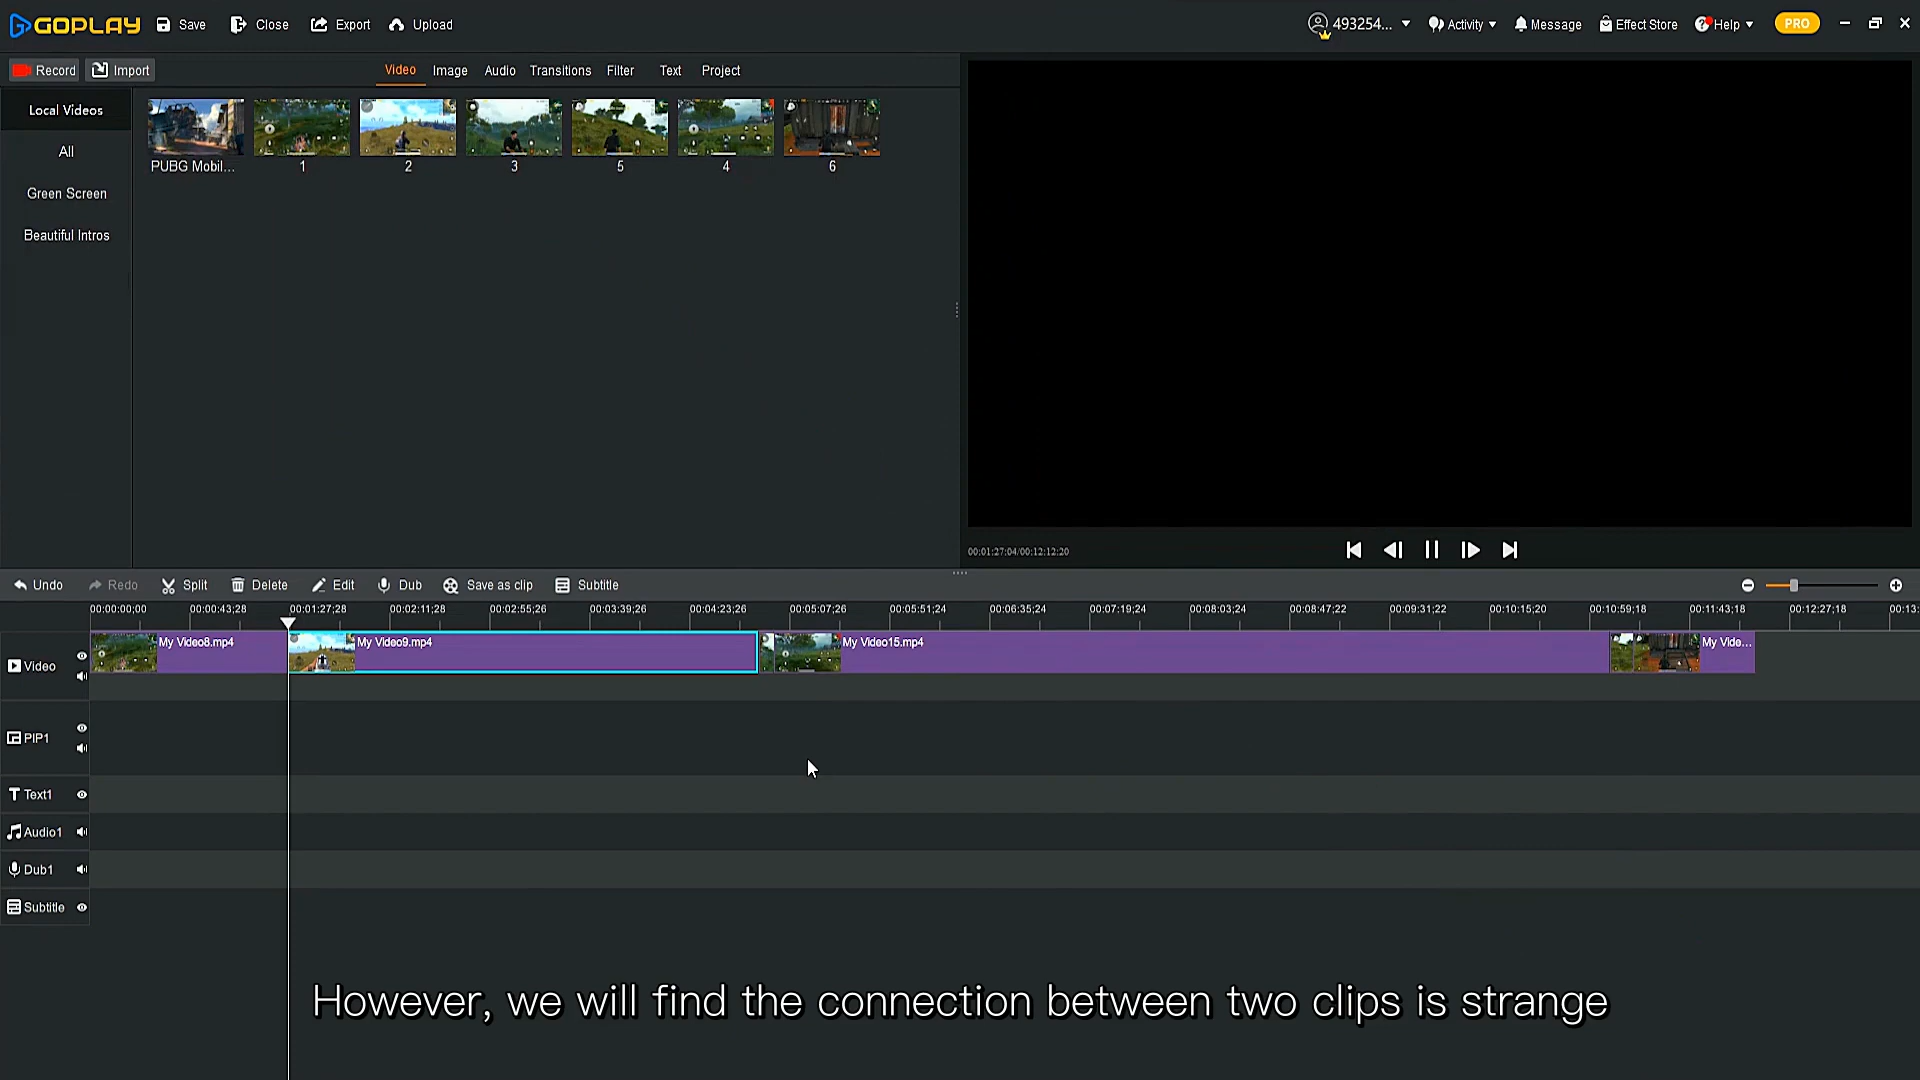 GOPLAY Save Close Export Upload 493254... Activity Message Effect Store Help PRO
Record Import Video Image Audio Transitions Filter Text Project
Local Videos
All
Green Screen
Beautiful Intros
PUBG Mobil... 1 2 3 5 4 6
00:01:27:04/00:12:12:20
Undo Redo Split Delete Edit Dub Save as clip Subtitle
00:00:00;00 00:00:43;28 00:01:27;28 00:02:11;28 00:02:55;26 00:03:39;26 00:04:23;26 00:05:07;26 00:05:51;24 00:06:35;24 00:07:19;24 00:08:03;24 00:08:47;22 00:09:31;22 00:10:15;20 00:10:59;18 00:11:43;18 00:12:27;18 00:13:
My Video8.mp4 My Video9.mp4 My Video15.mp4 My Vide...
Video
PIP1
Text1
Audio1
Dub1
Subtitle
However, we will find the connection between two clips is strange